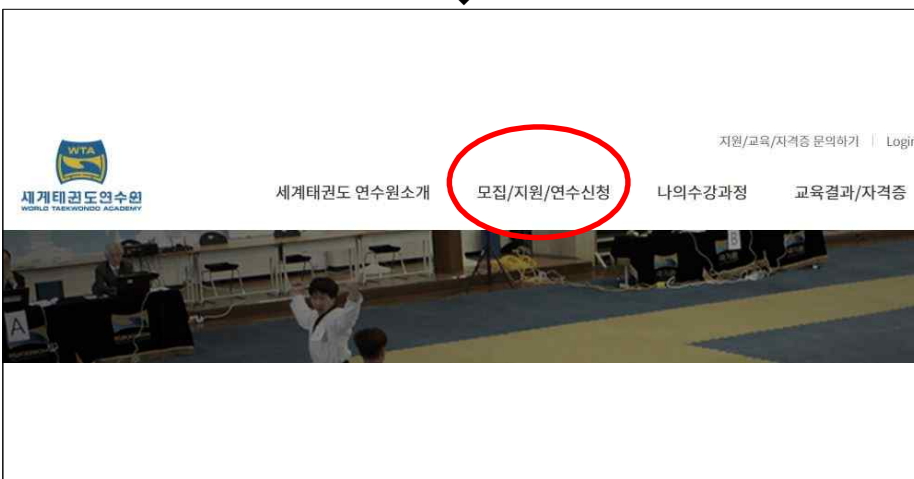 지원/교육/자격증 문의하기 Login
WTA
세계태권도연수원
WORLD TAEKWONDO ACADEMY
세계태권도 연수원소개 모집/지원/연수신청 나의수강과정 교육결과/자격증
B
A